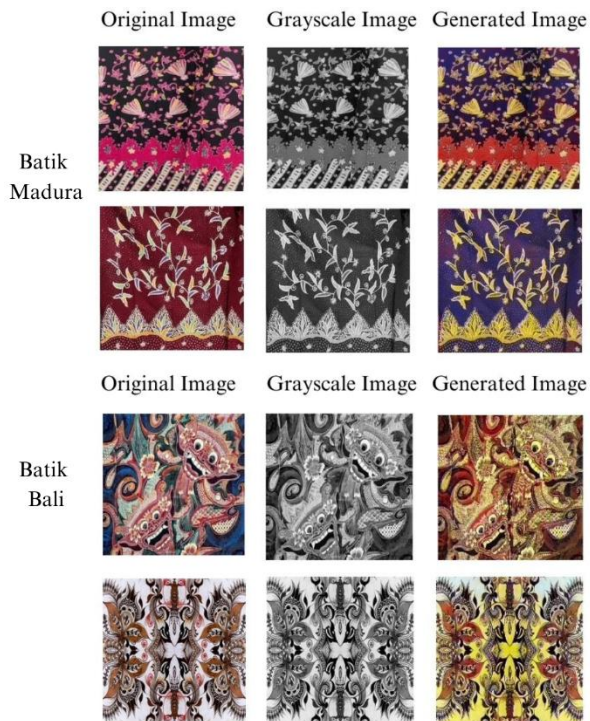 Original Image Grayscale Image Generated Image
Batik
Madura
Original Image Grayscale Image Generated Image
Batik
Bali